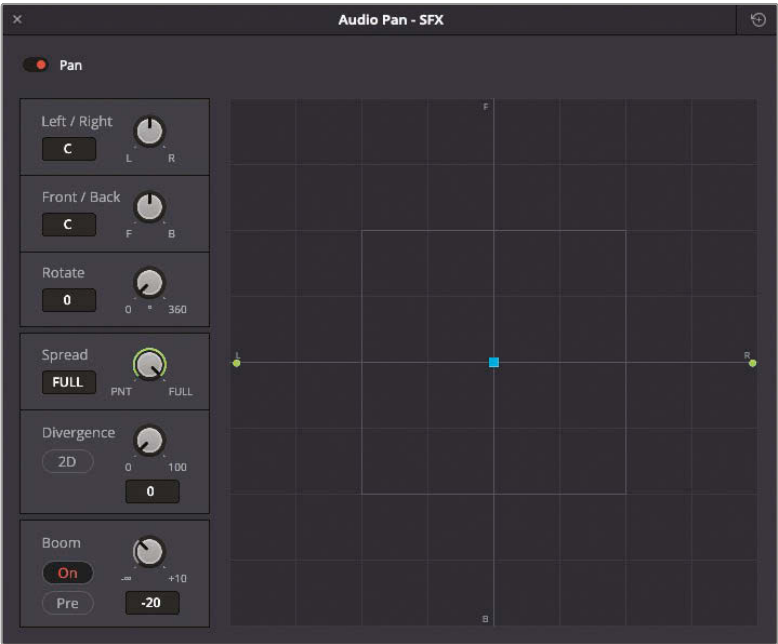 Audio Pan - SFX
Pan
Left / Right
C
L R
Front / Back
C
F B
Rotate
0
0 ° 360
Spread
FULL
PNT FULL
Divergence
2D
0 100
0
Boom
On
-∞ +10
Pre
-20
F
L
R
B